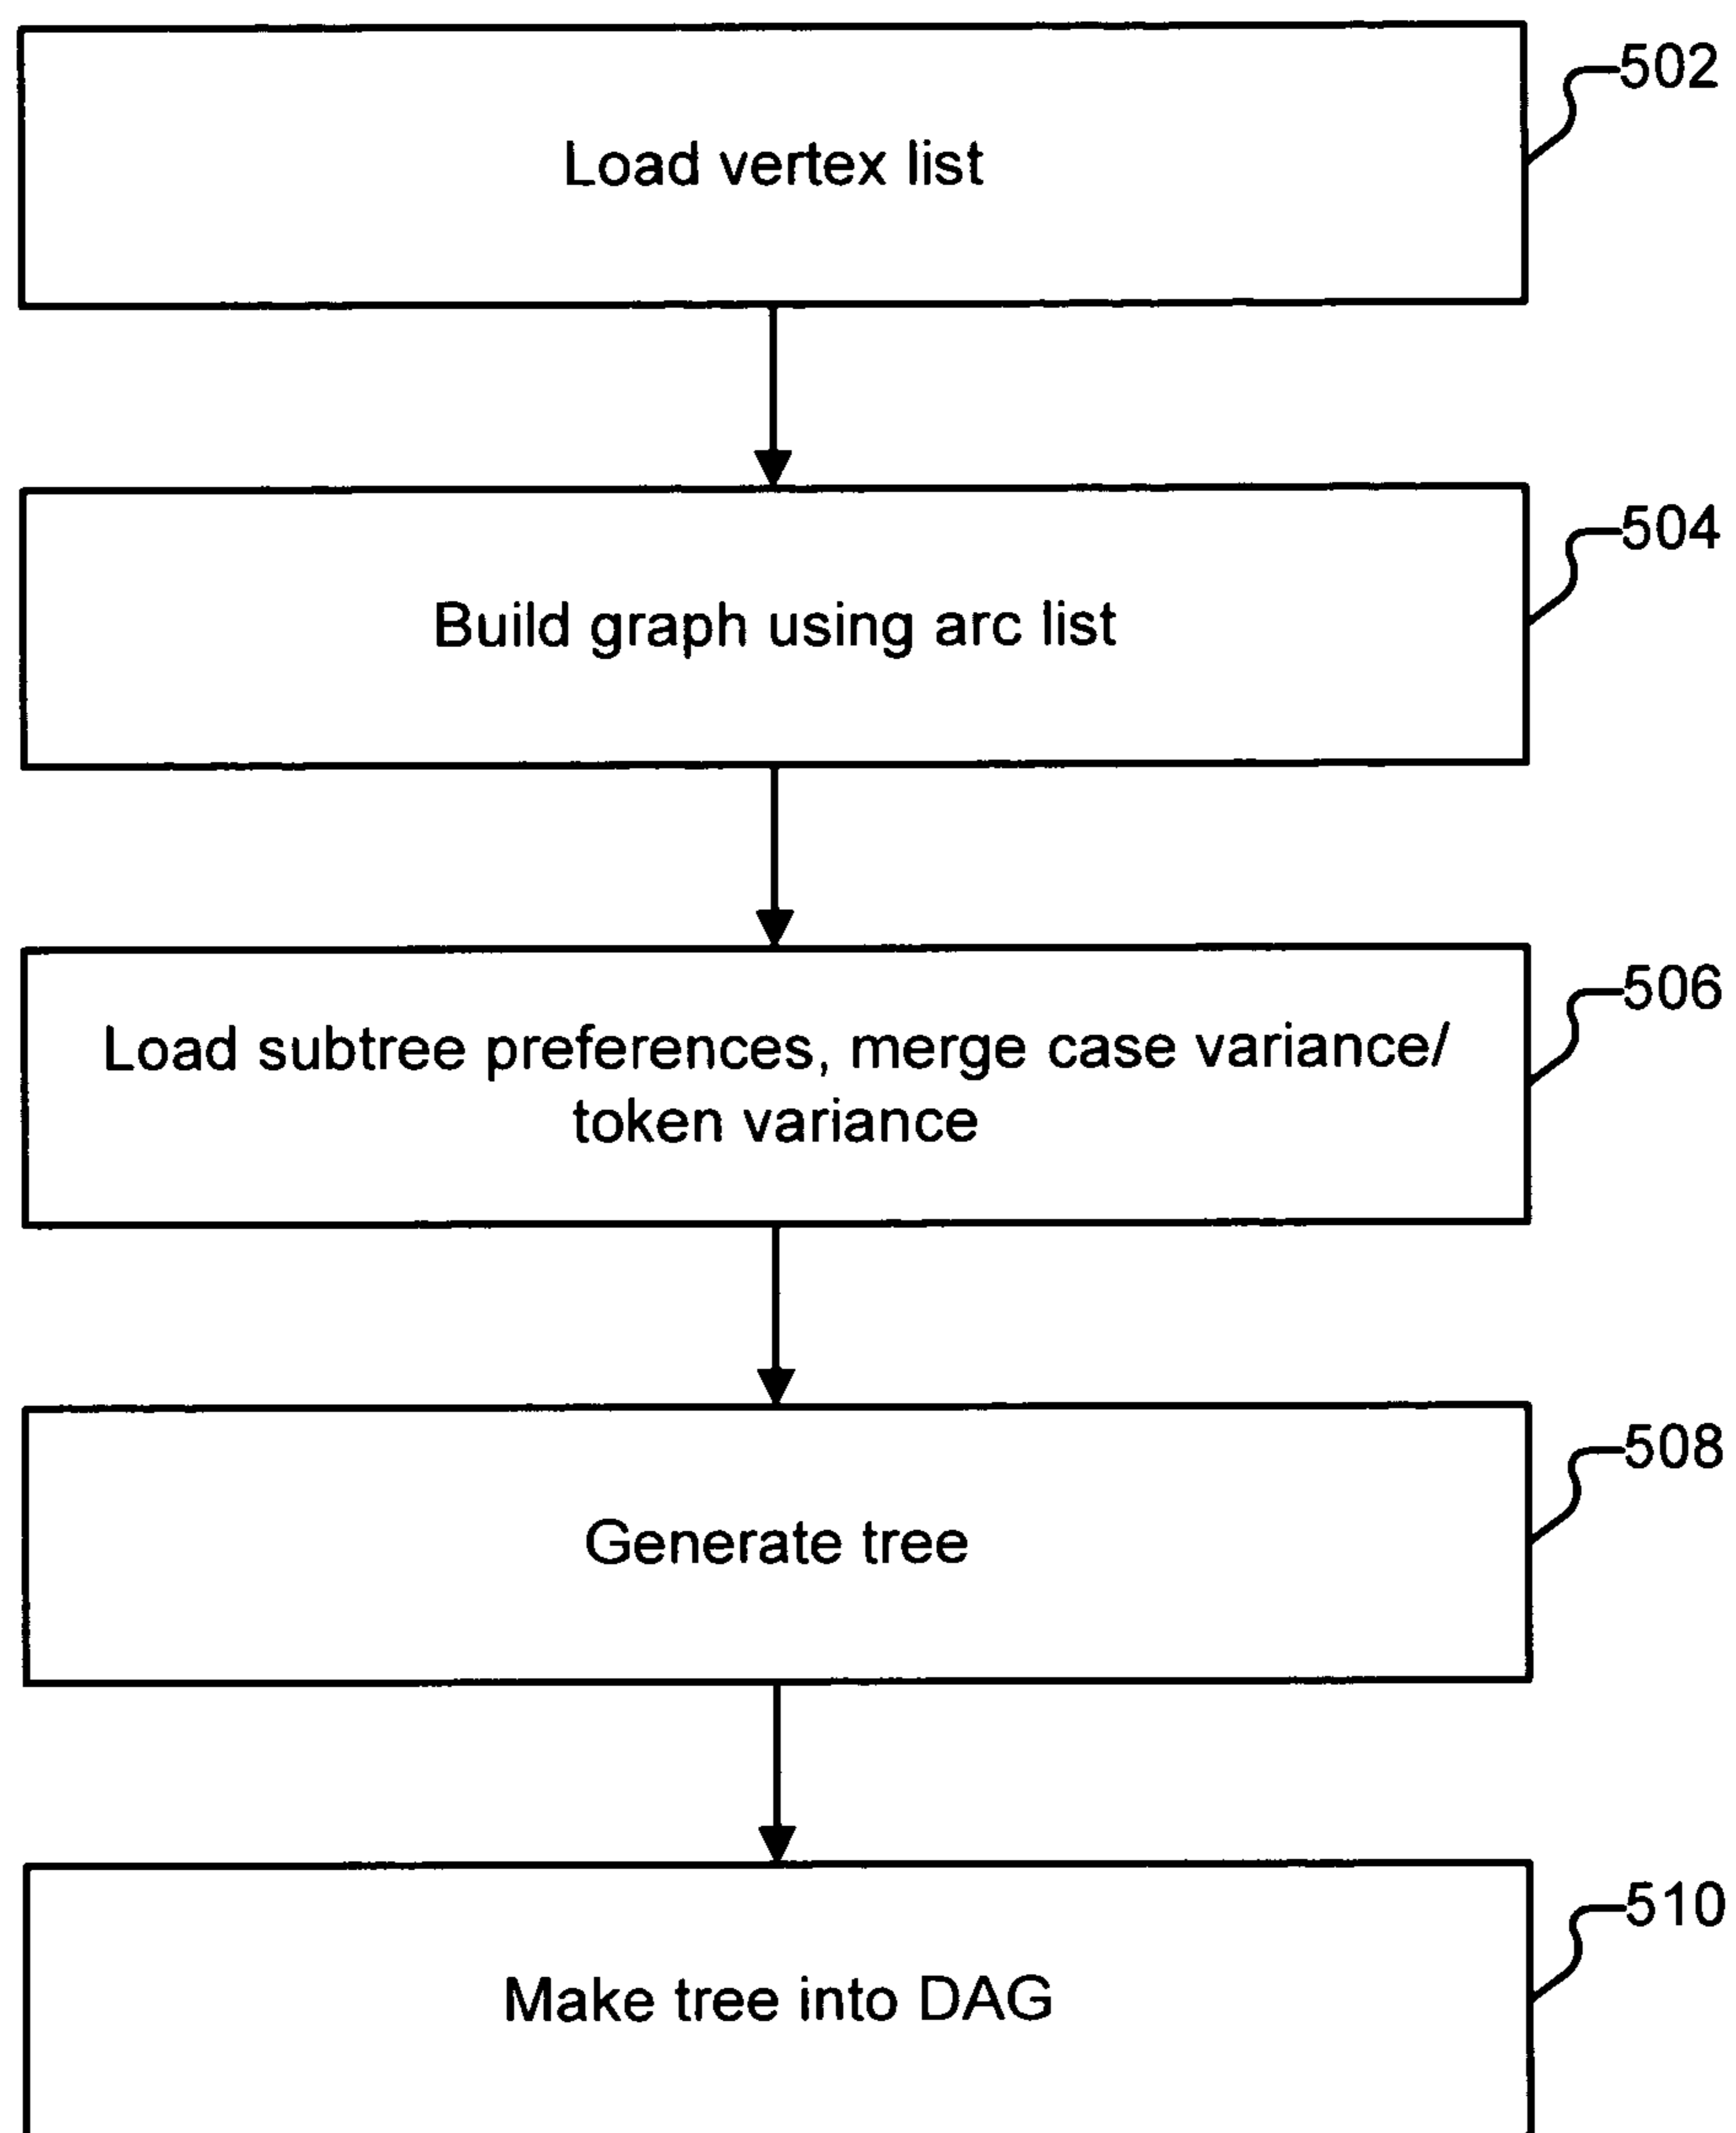 502
Load vertex list
504
Build graph using arc list
506
Load subtree preferences, merge case variance/
token variance
508
Generate tree
510
Make tree into DAG